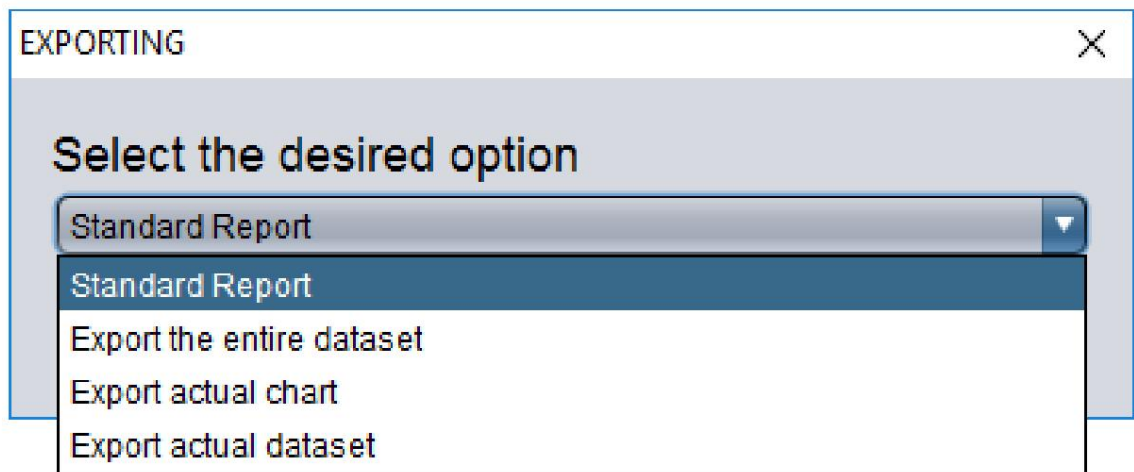 EXPORTING
Select the desired option
Standard Report
Standard Report
Export the entire dataset
Export actual chart
Export actual dataset